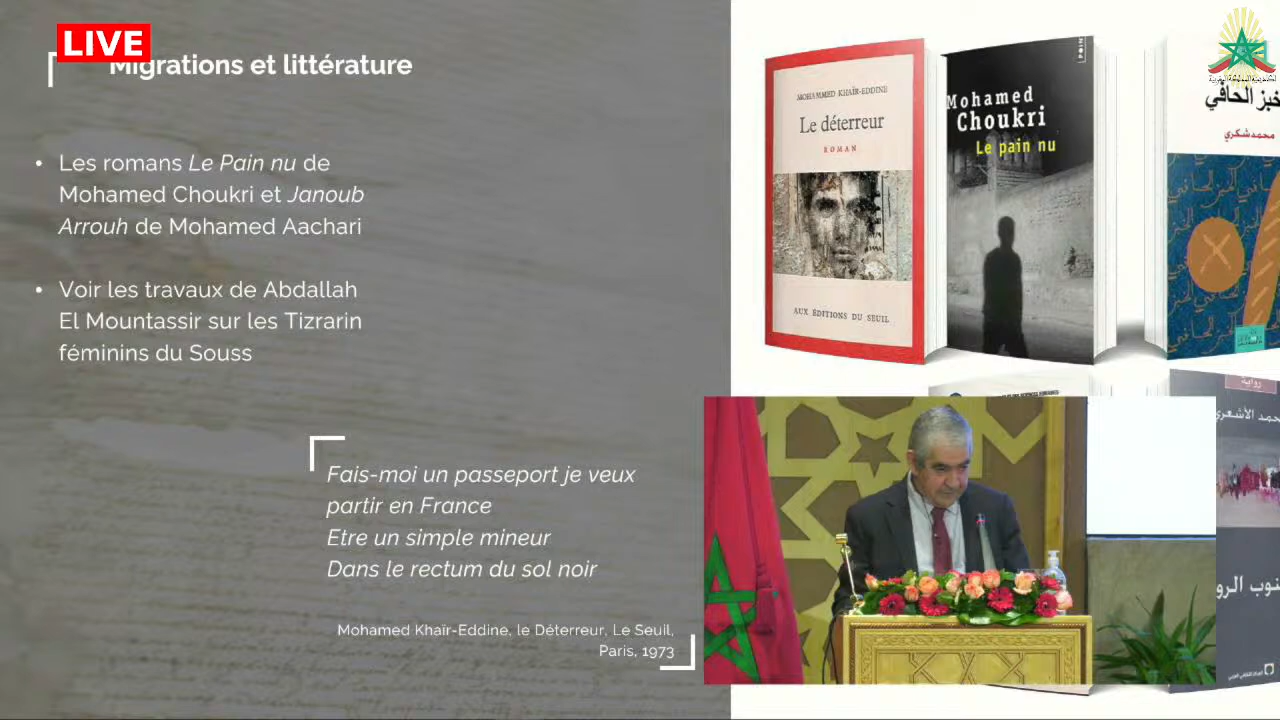 LIVE
Migrations et littérature
• Les romans Le Pain nu de
Mohamed Choukri et Janoub
Arrouh de Mohamed Aachari
• Voir les travaux de Abdallah
El Mountassir sur les Tizrarin
féminins du Souss
Fais-moi un passeport je veux
partir en France
Etre un simple mineur
Dans le rectum du sol noir
Mohamed Khaïr-Eddine, le Déterreur, Le Seuil,
Paris, 1973
MOHAMMED KHAÏR-EDDINE
Le déterreur
ROMAN
AUX ÉDITIONS DU SEUIL
Mohamed
Choukri
Le pain nu
خبز الحافي
محمد شكري
رواية